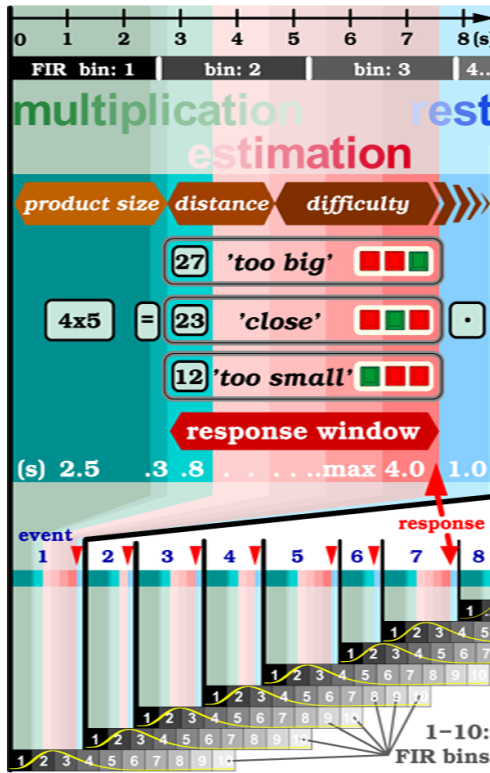 0 1 2 3 4 5 6 7 8 (s)
FIR bin: 1 bin: 2 bin: 3 4..
multiplication rest
estimation
product size distance difficulty
27 'too big'
4x5 = 23 'close' ·
12 'too small'
response window
(s) 2.5 .3 .8 . . . . ..max 4.0 1.0
response
event
1 2 3 4 5 6 7 8
1
1 2 3 4 5
1 2 3 4 5 6 7
1 2 3 4 5 6 7 8 9 10
1 2 3 4 5 6 7 8 9 10
1 2 3 4 5 6 7 8 9 10
1 2 3 4 5 6 7 8 9 10
1 2 3 4 5 6 7 8 9 10
1–10:
FIR bins